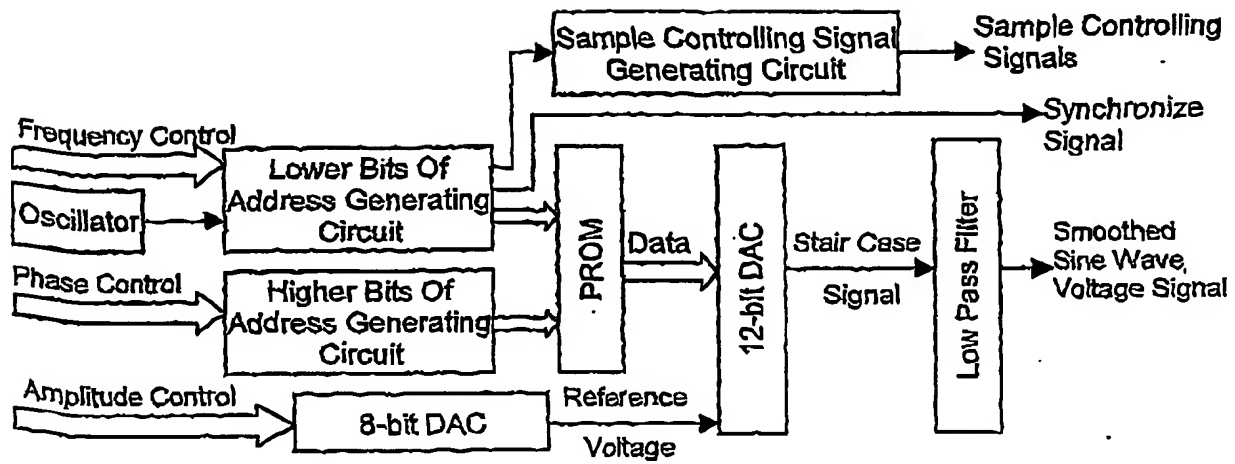 Sample Controlling Signal
Generating Circuit
Sample Controlling
Signals
Synchronize
Signal
Frequency Control
Lower Bits Of
Address Generating
Circuit
Oscillator
Phase Control
Higher Bits Of
Address Generating
Circuit
PROM
Data
12-bit DAC
Stair Case
Signal
Low Pass Filter
Smoothed
Sine Wave,
Voltage Signal
Amplitude Control
8-bit DAC
Reference
Voltage